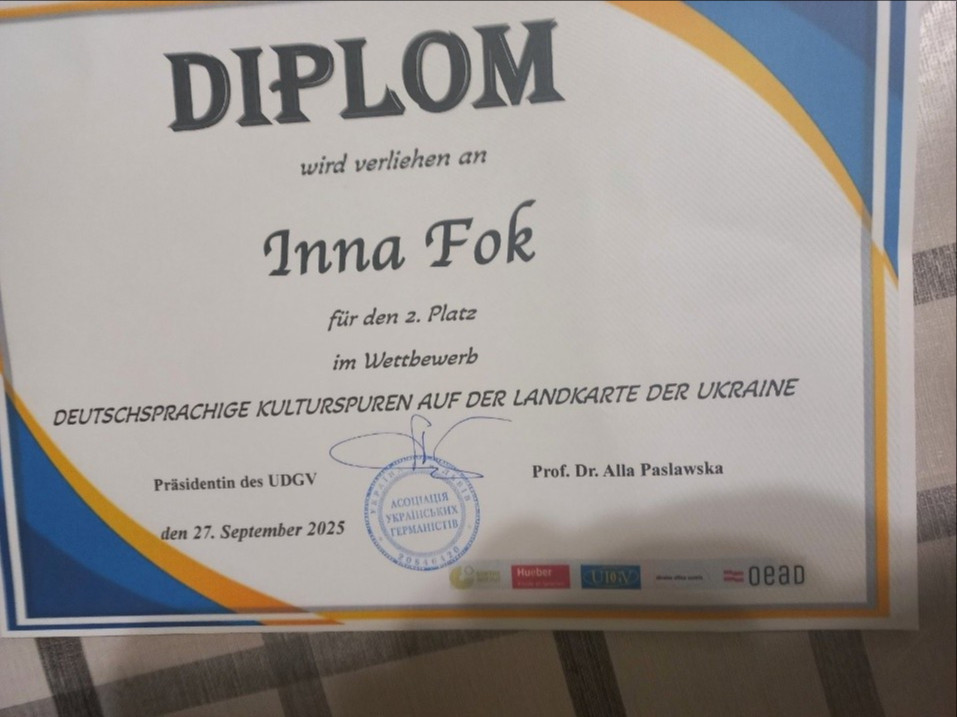 DIPLOM
wird verliehen an
Inna Fok
für den 2. Platz
im Wettbewerb
DEUTSCHSPRACHIGE KULTURSPUREN AUF DER LANDKARTE DER UKRAINE
Präsidentin des UDGV
Prof. Dr. Alla Paslawska
den 27. September 2025
АСОЦІАЦІЯ
УКРАЇНСЬКИХ
ГЕРМАНІСТІВ
Hueber
UDGV
oead